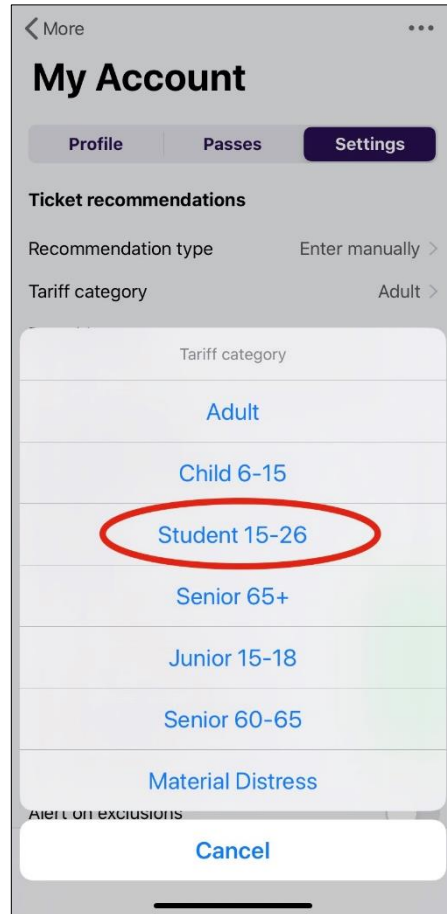 More
My Account
Profile Passes Settings
Ticket recommendations
Recommendation type Enter manually
Tariff category Adult
Tariff category
Adult
Child 6-15
Student 15-26
Senior 65+
Junior 15-18
Senior 60-65
Material Distress
Alert on exclusions
Cancel